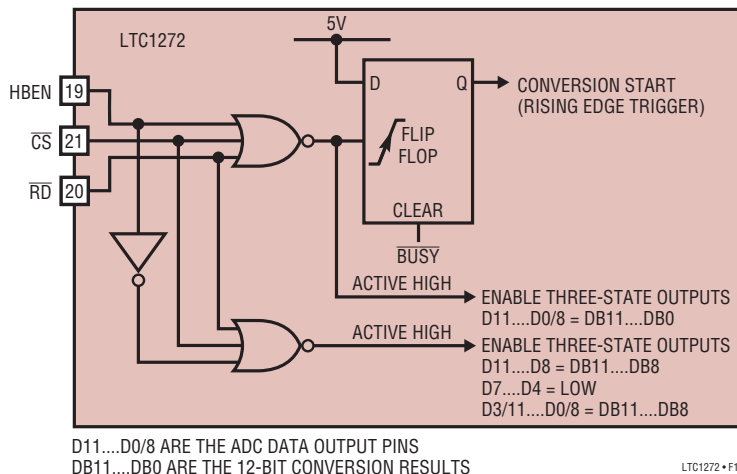 LTC1272
5V
HBEN 19
CS 21
RD 20
D Q
CONVERSION START
(RISING EDGE TRIGGER)
FLIP
FLOP
CLEAR
BUSY
ACTIVE HIGH
ENABLE THREE-STATE OUTPUTS
D11....D0/8 = DB11....DB0
ACTIVE HIGH
ENABLE THREE-STATE OUTPUTS
D11....D8 = DB11....DB8
D7....D4 = LOW
D3/11....D0/8 = DB11....DB8
D11....D0/8 ARE THE ADC DATA OUTPUT PINS
DB11....DB0 ARE THE 12-BIT CONVERSION RESULTS